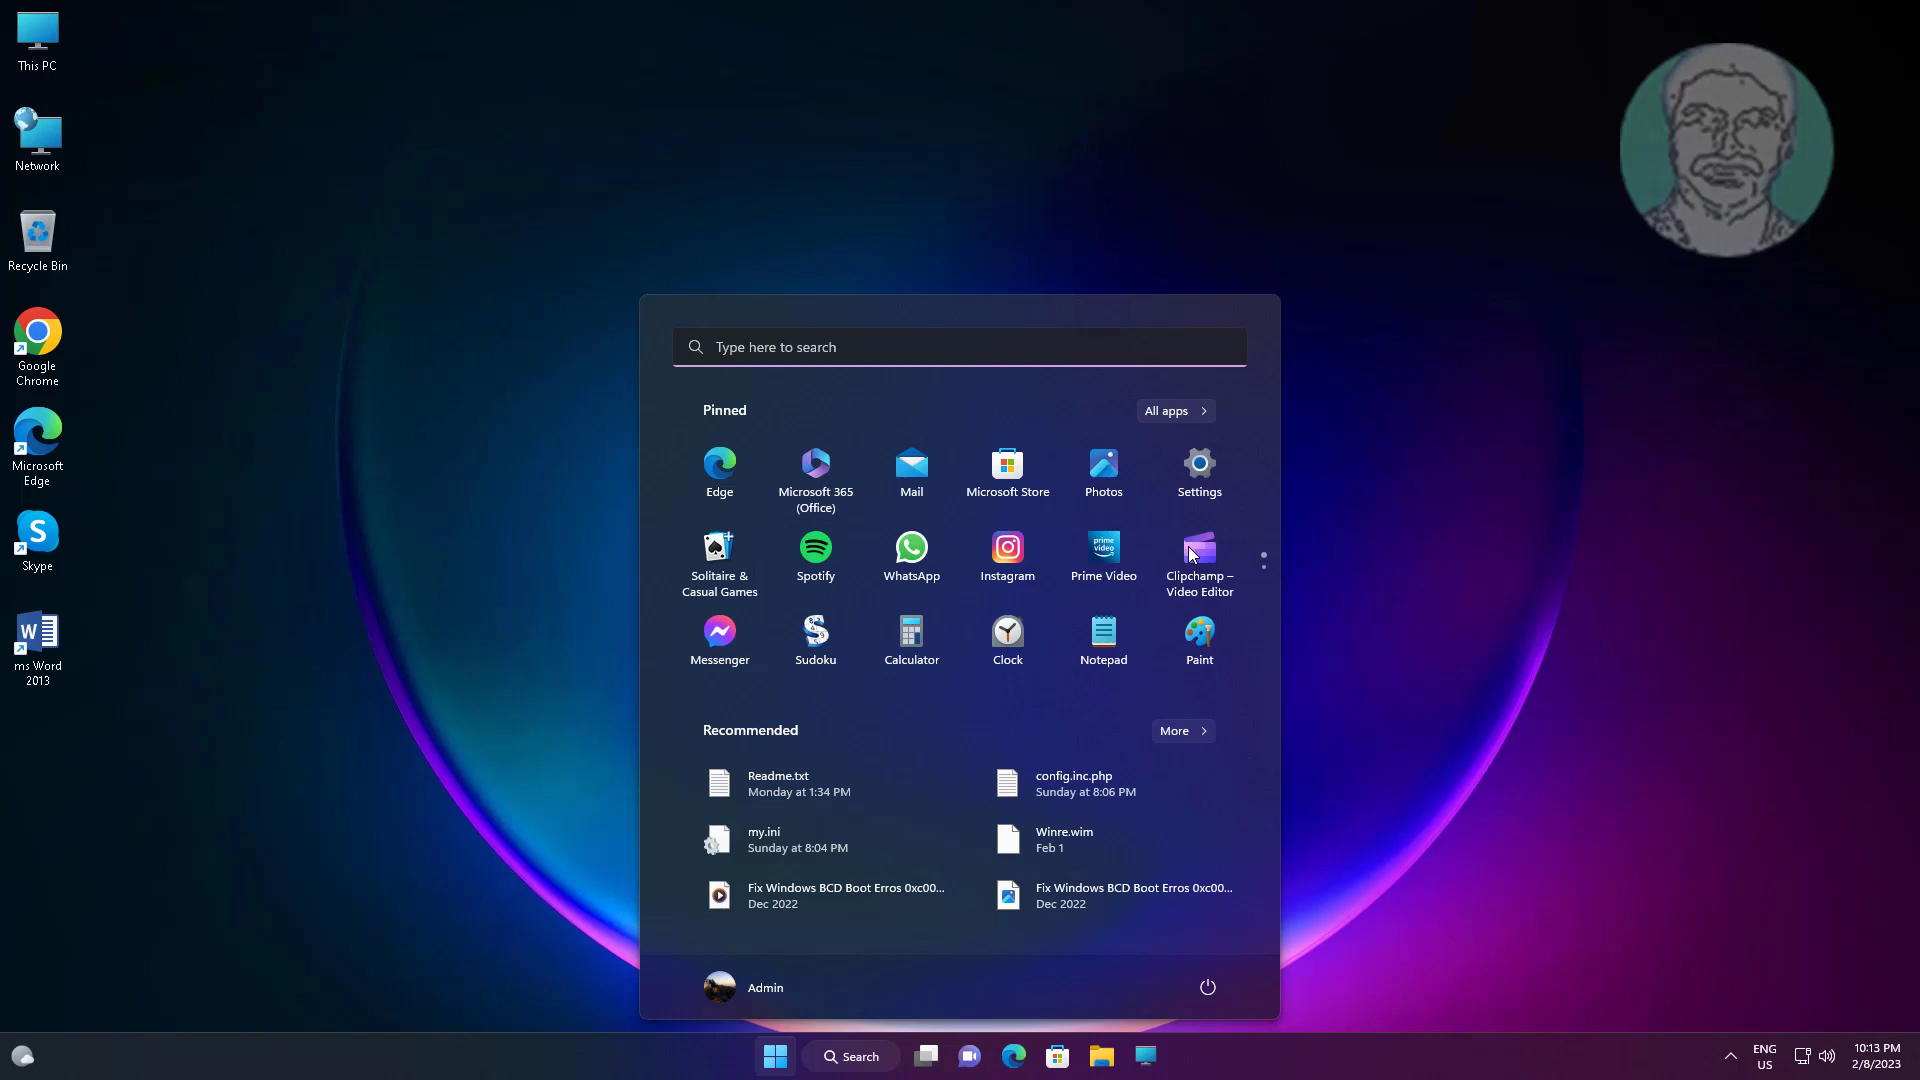 This PC
Network
Recycle Bin
Google
Chrome
Microsoft
Edge
S
Skype
W
ms Word
2013
Type here to search
Pinned
All apps
Edge
Microsoft 365
(Office)
Mail
Microsoft Store
Photos
Settings
Solitaire &
Casual Games
Spotify
WhatsApp
Instagram
prime
video
Prime Video
Clipchamp –
Video Editor
Messenger
Sudoku
Calculator
Clock
Notepad
Paint
Recommended
More
Readme.txt
Monday at 1:34 PM
config.inc.php
Sunday at 8:06 PM
my.ini
Sunday at 8:04 PM
Winre.wim
Feb 1
Fix Windows BCD Boot Erros 0xc00...
Dec 2022
Fix Windows BCD Boot Erros 0xc00...
Dec 2022
Admin
Search
ENG
US
10:13 PM
2/8/2023